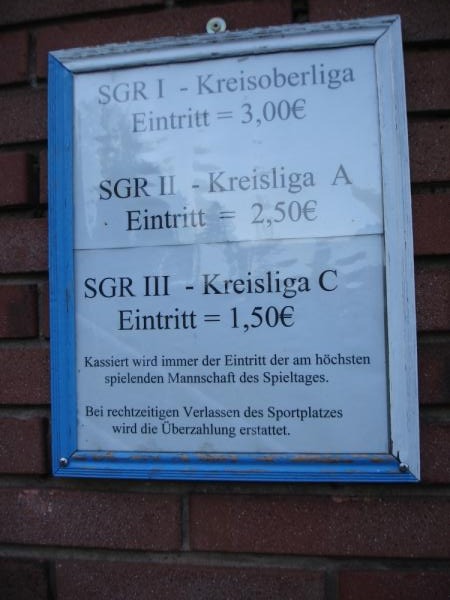 SGR I - Kreisoberliga
Eintritt = 3,00€
SGR II - Kreisliga A
Eintritt = 2,50€
SGR III - Kreisliga C
Eintritt = 1,50€
Kassiert wird immer der Eintritt der am höchsten
spielenden Mannschaft des Spieltages.
Bei rechtzeitigen Verlassen des Sportplatzes
wird die Überzahlung erstattet.